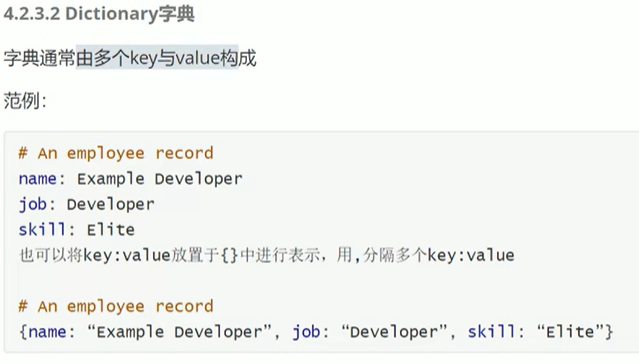 4.2.3.2 Dictionary字典
字典通常由多个key与value构成
范例：
# An employee record
name: Example Developer
job: Developer
skill: Elite
也可以将key:value放置于{}中进行表示，用,分隔多个key:value
# An employee record
{name: “Example Developer”, job: “Developer”, skill: “Elite”}